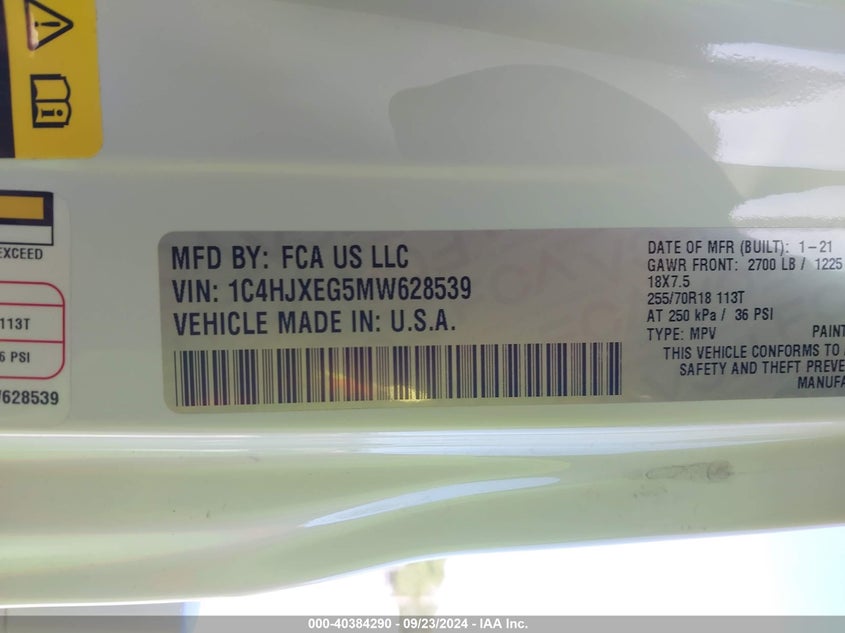 EXCEED
113T
6 PSI
628539
MFD BY: FCA US LLC
VIN: 1C4HJXEG5MW628539
VEHICLE MADE IN: U.S.A.
DATE OF MFR (BUILT): 1-21
GAWR FRONT: 2700 LB / 1225
18X7.5
255/70R18 113T
AT 250 kPa / 36 PSI
TYPE: MPV PAINT
THIS VEHICLE CONFORMS TO
SAFETY AND THEFT PREVE
MANUFA
000-40384290 - 09/23/2024 - IAA Inc.